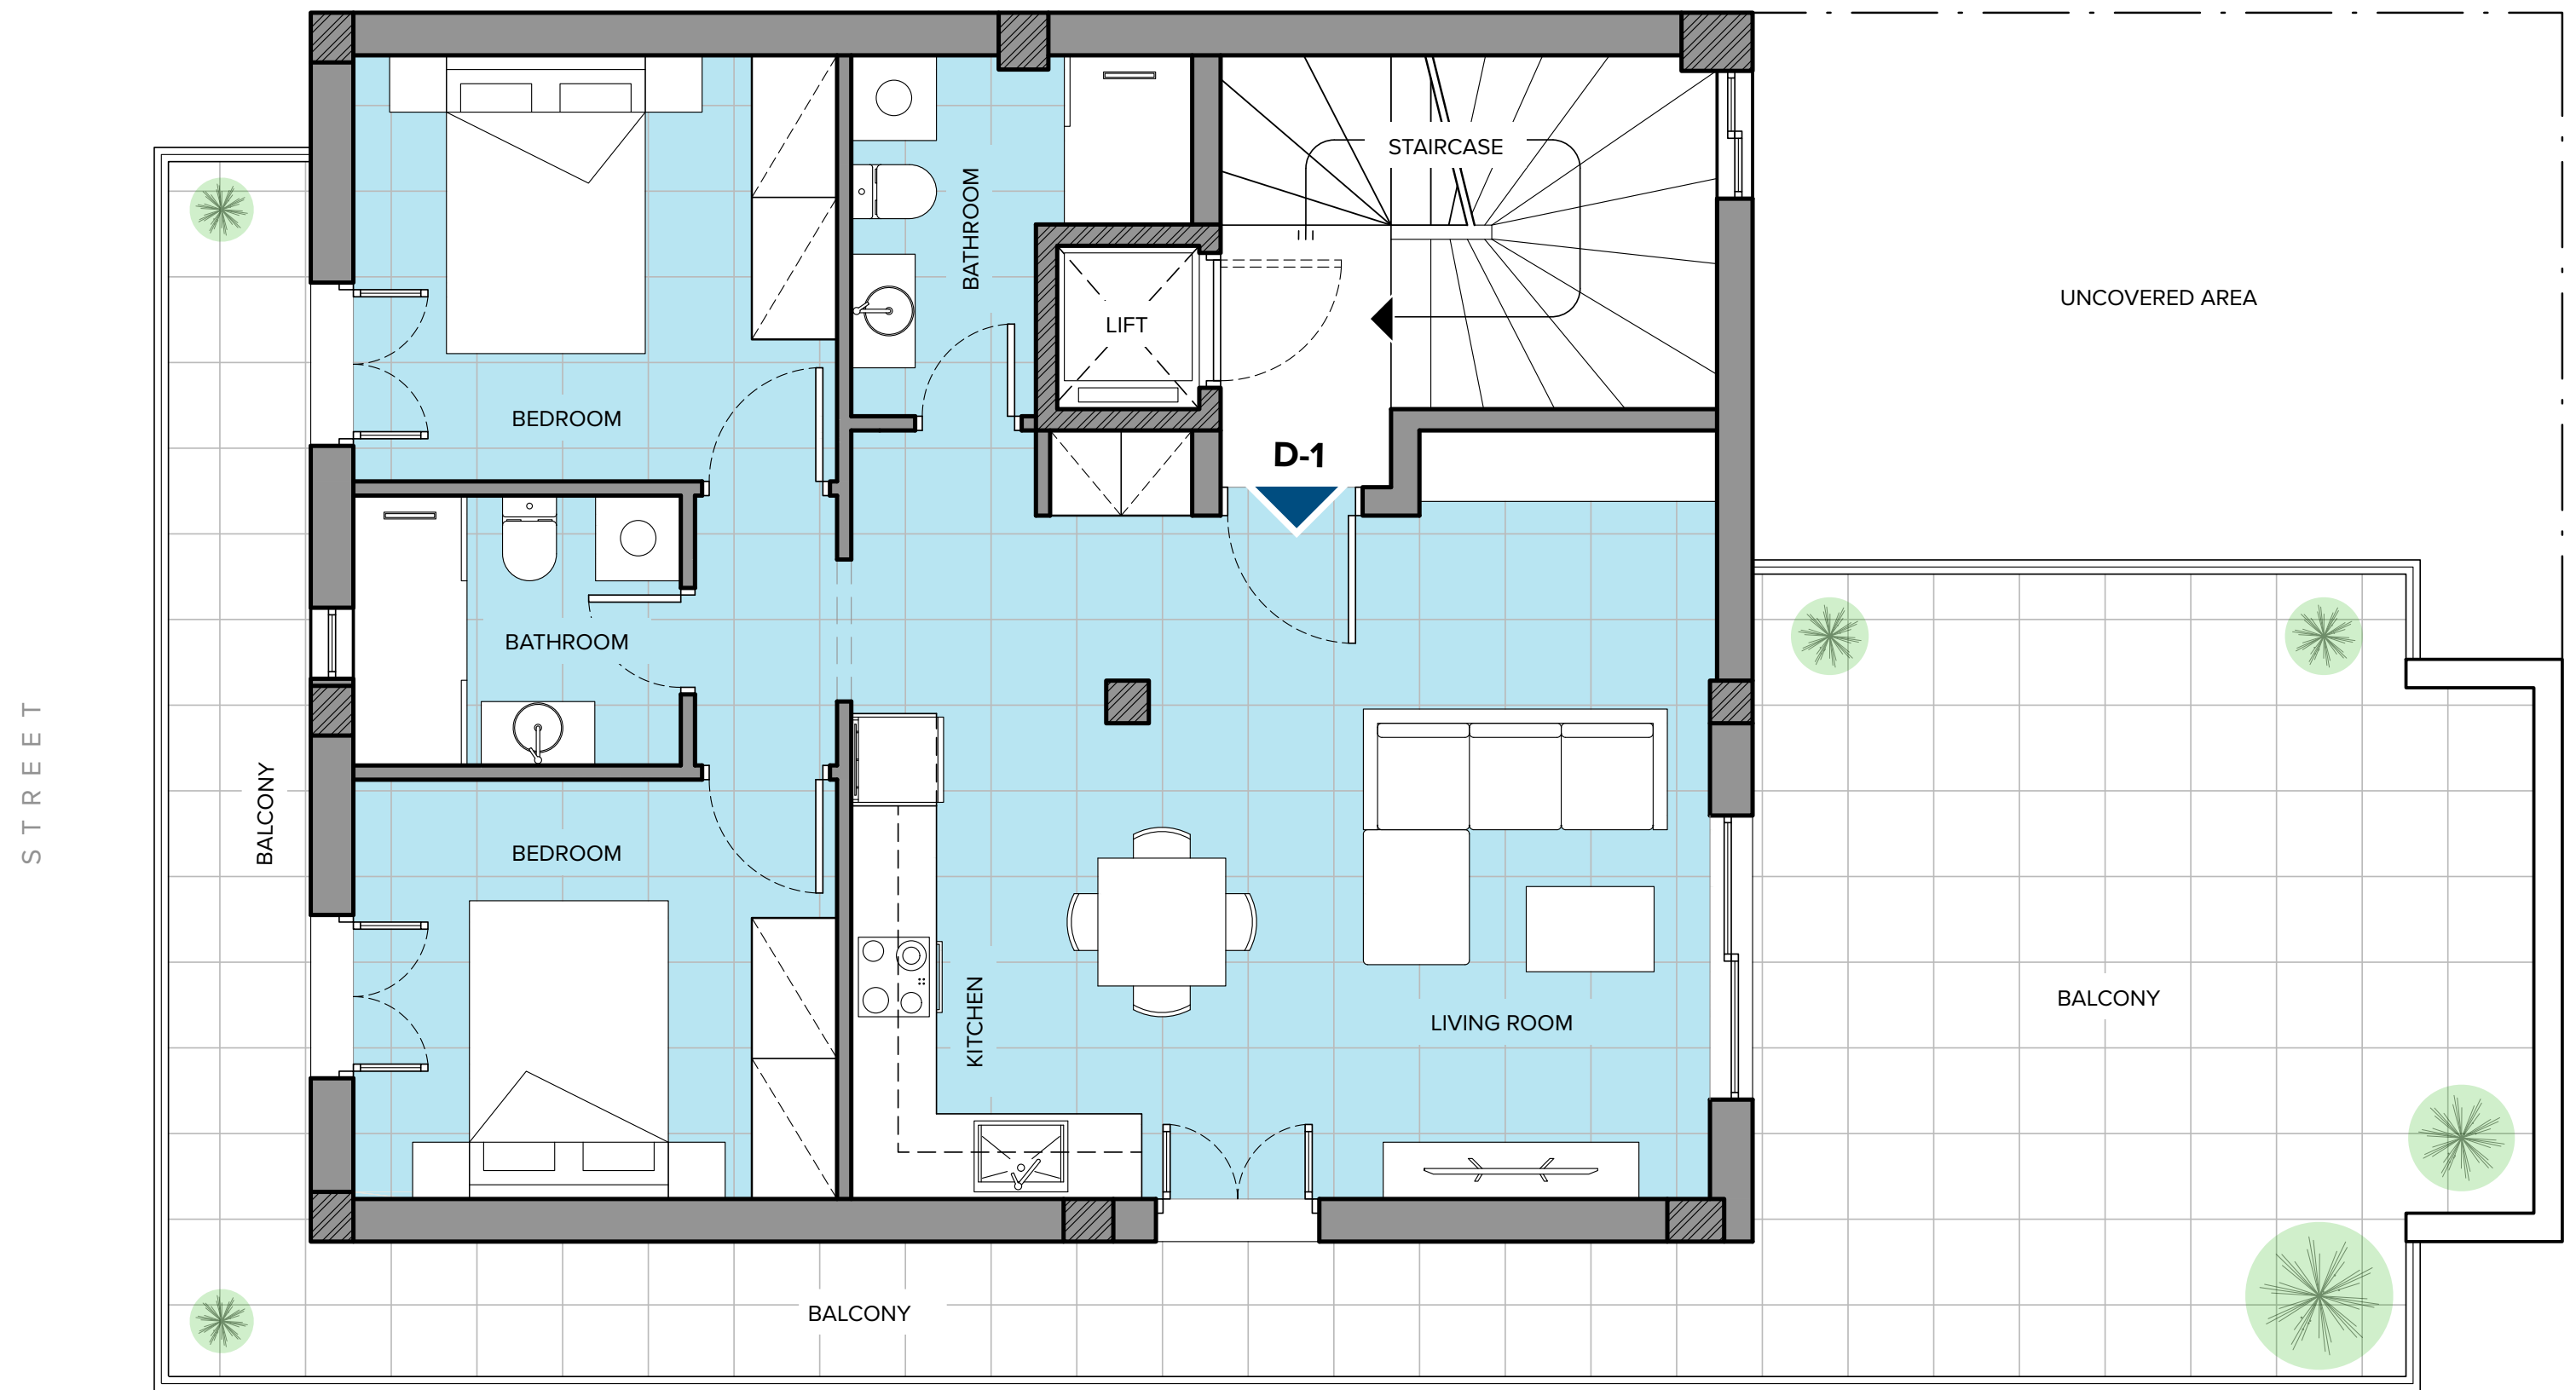 STAIRCASE
BATHROOM
UNCOVERED AREA
LIFT
BEDROOM
D-1
BATHROOM
STREET
BALCONY
BEDROOM
KITCHEN
LIVING ROOM
BALCONY
BALCONY